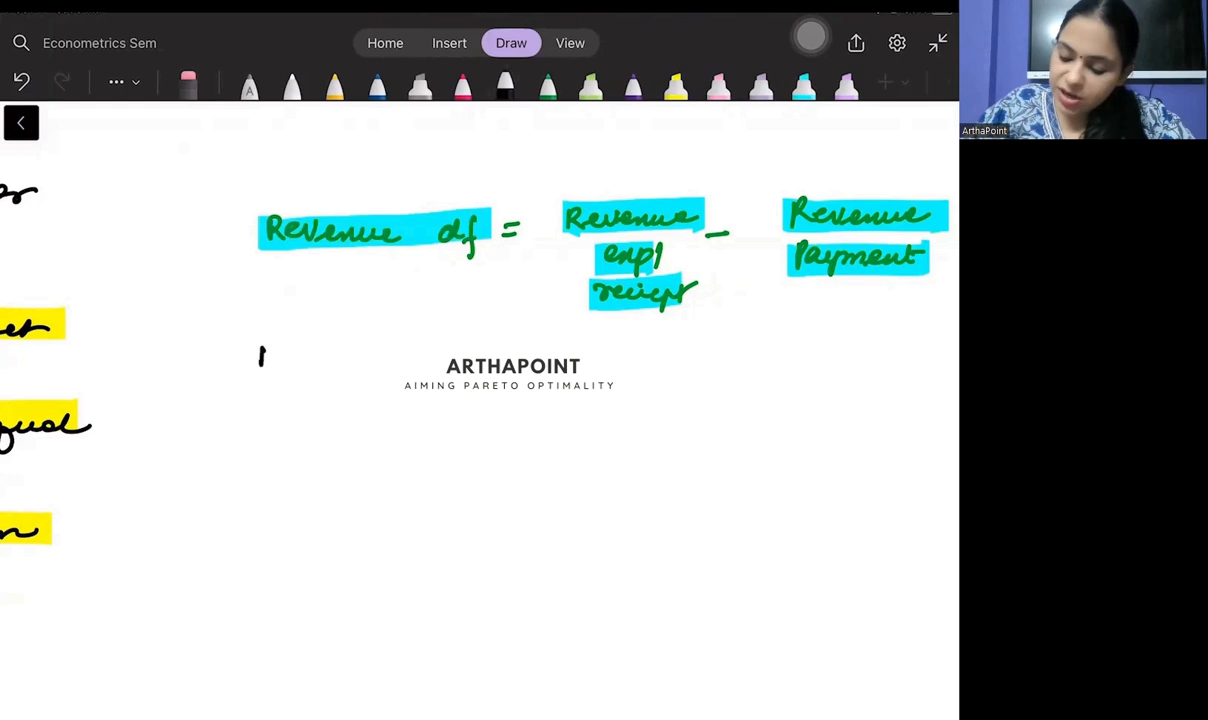 Econometrics Sem
Home Insert Draw View
A
ArthaPoint
Revenue df = Revenue - Revenue
exp/ Payment
reciept
ARTHAPOINT
AIMING PARETO OPTIMALITY